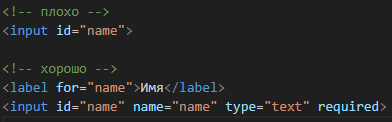 <!-- плохо -->
<input id="name">
<!-- хорошо -->
<label for="name">Имя</label>
<input id="name" name="name" type="text" required>